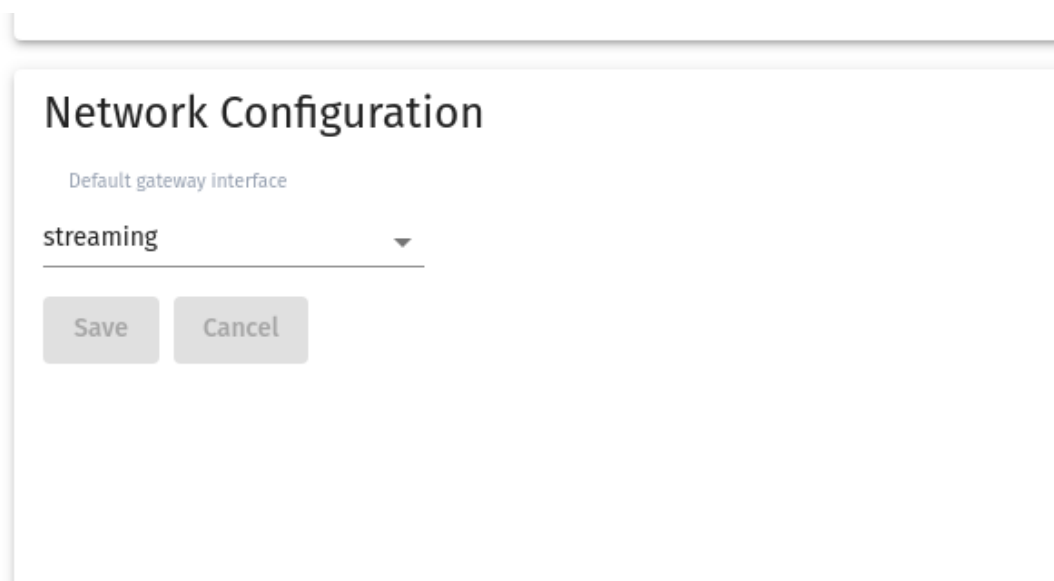 Network Configuration
Default gateway interface
streaming
Save Cancel